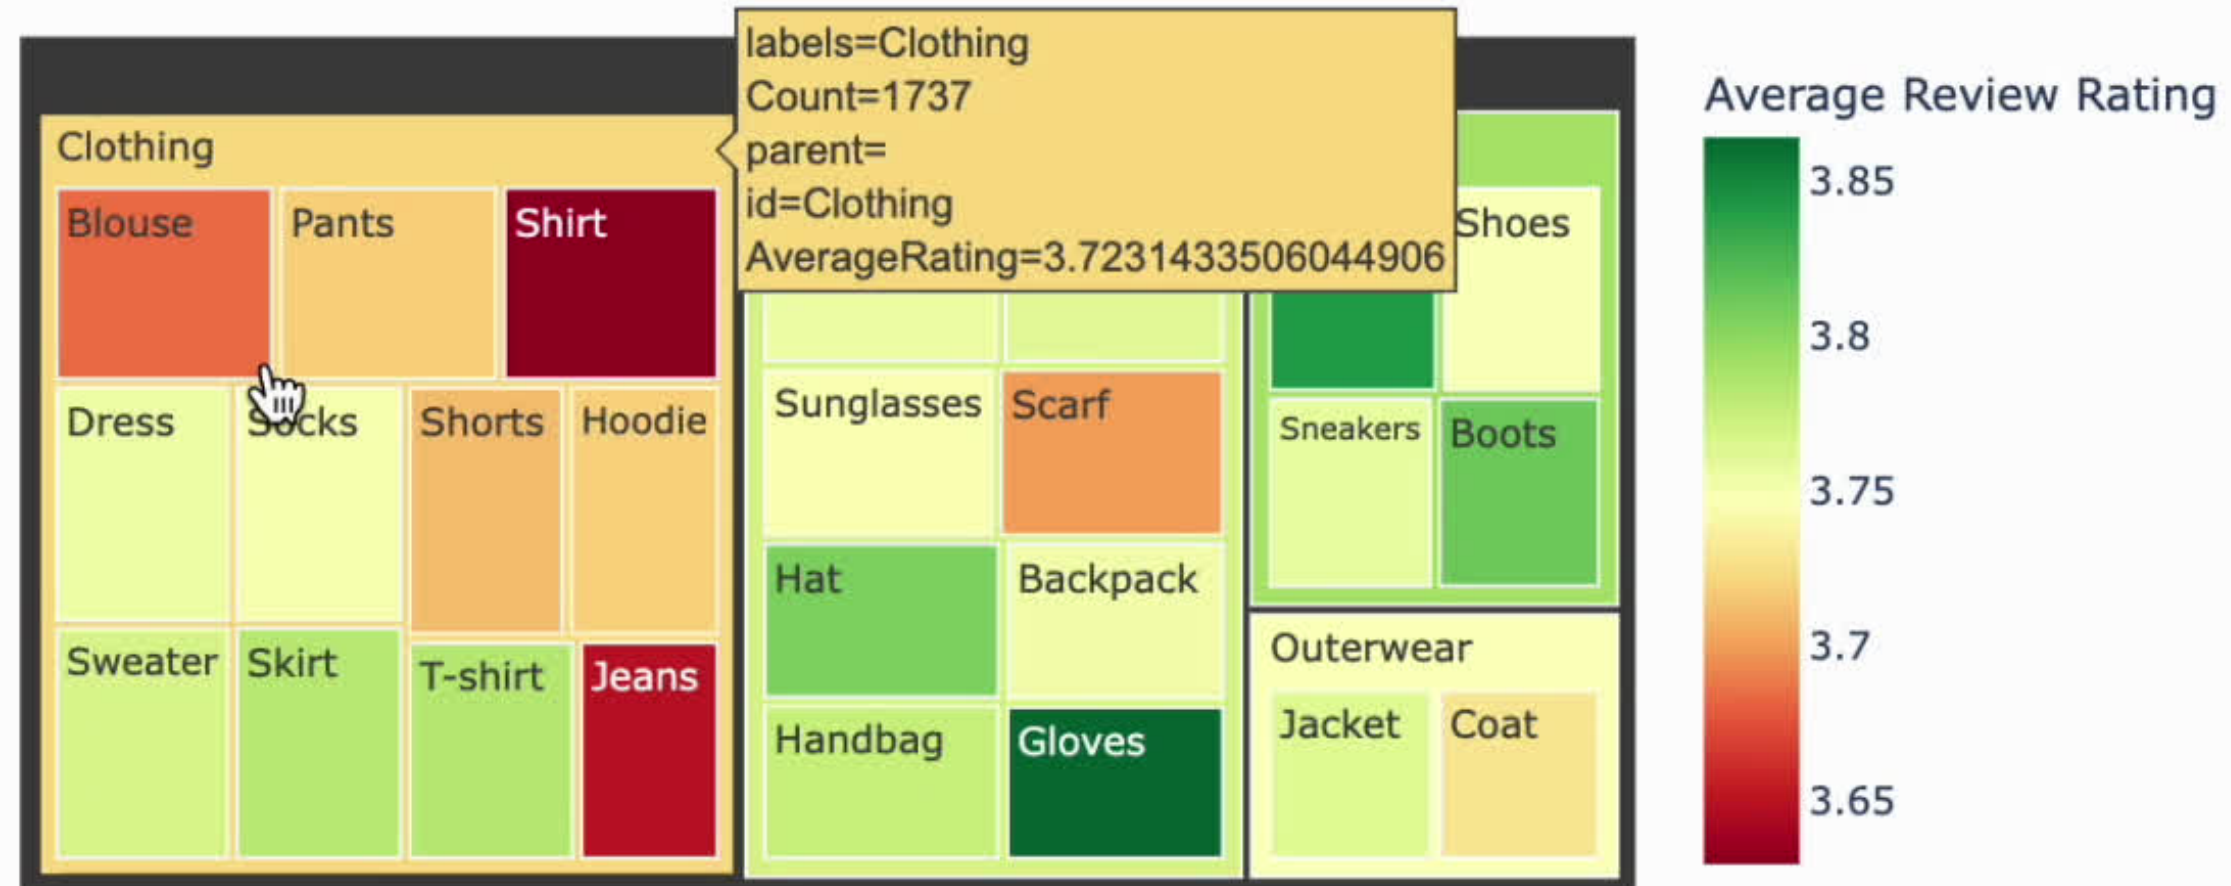 labels=Clothing
Count=1737
parent=
id=Clothing
AverageRating=3.7231433506044906
Clothing
Blouse
Pants
Shirt
Dress
Socks
Shorts
Hoodie
Sweater
Skirt
T-shirt
Jeans
Sunglasses
Scarf
Hat
Backpack
Handbag
Gloves
Shoes
Sneakers
Boots
Outerwear
Jacket
Coat
Average Review Rating
3.85
3.8
3.75
3.7
3.65